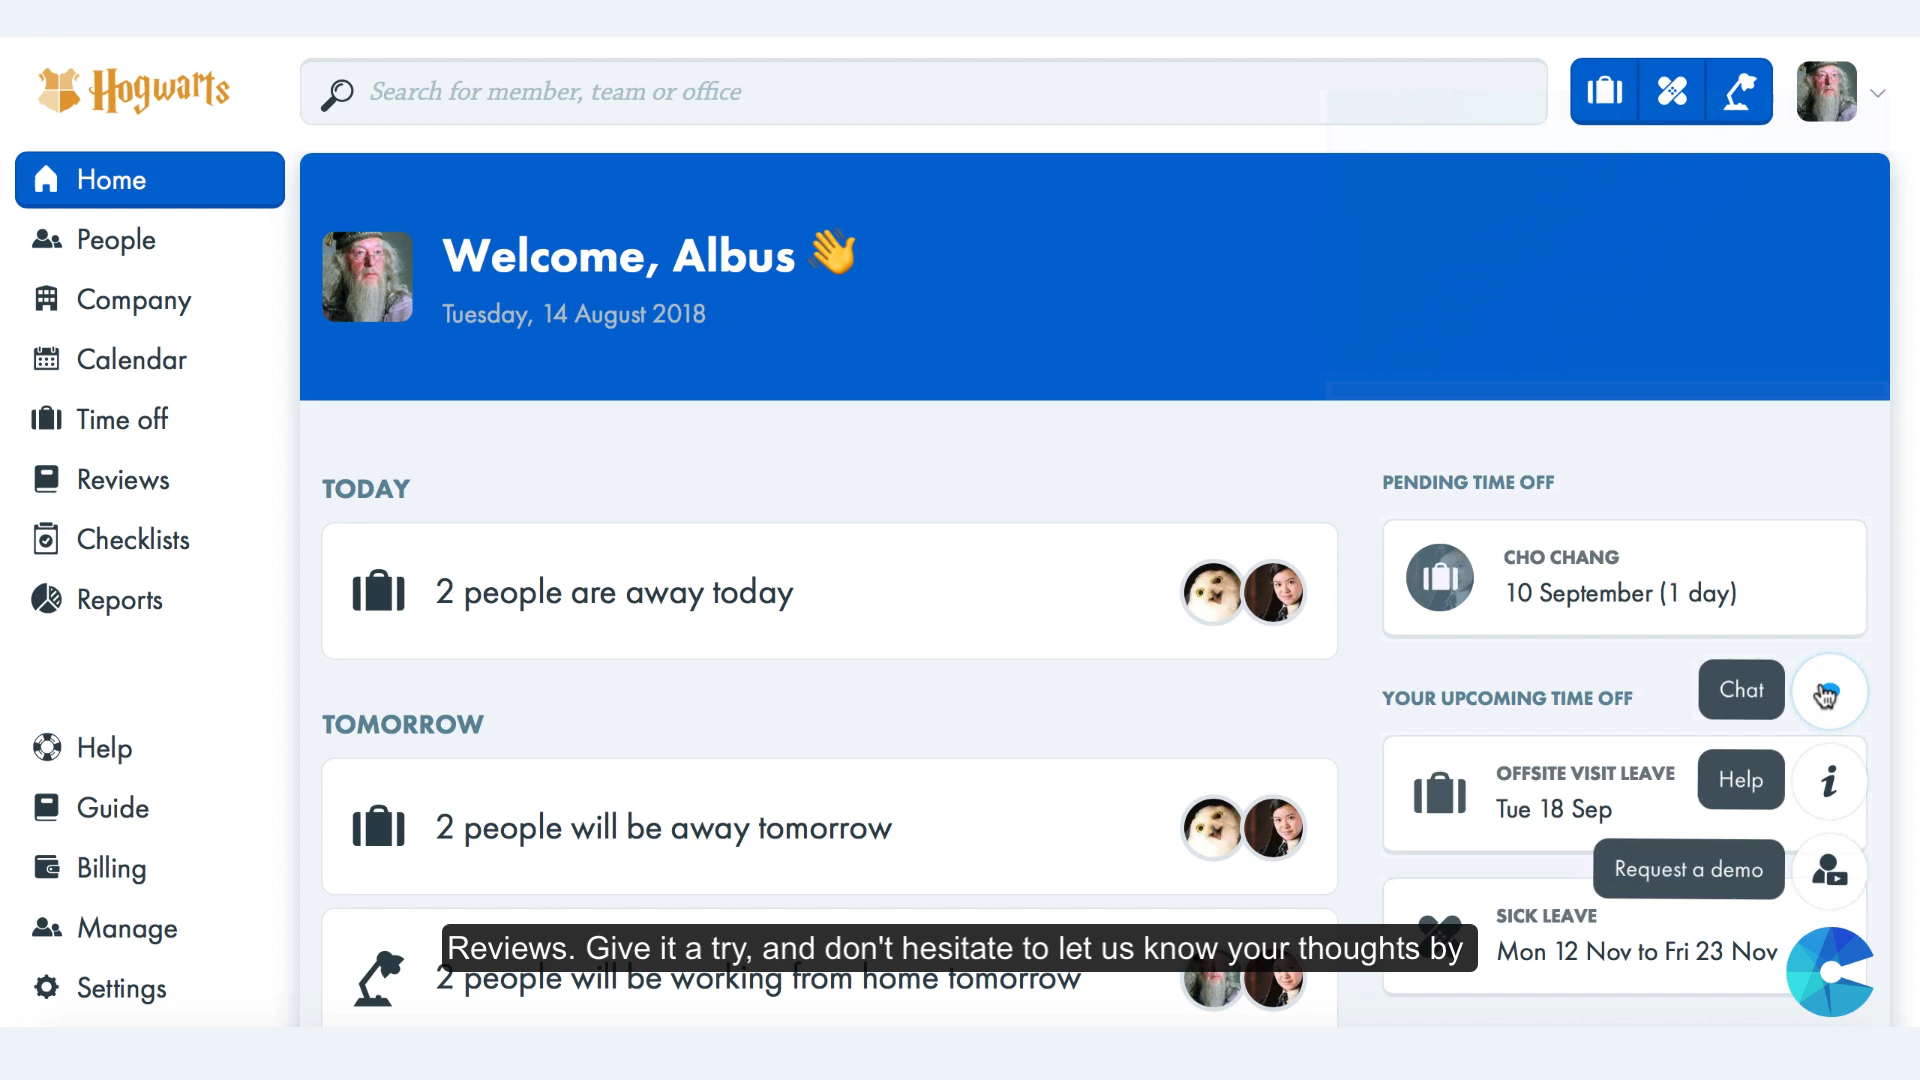 Hogwarts
Search for member, team or office
Home
People
Company
Calendar
Time off
Reviews
Checklists
Reports
Help
Guide
Billing
Manage
Settings
Welcome, Albus
Tuesday, 14 August 2018
TODAY
2 people are away today
TOMORROW
2 people will be away tomorrow
2 people will be working from home tomorrow
PENDING TIME OFF
CHO CHANG
10 September (1 day)
YOUR UPCOMING TIME OFF
OFFSITE VISIT LEAVE
Tue 18 Sep
SICK LEAVE
Mon 12 Nov to Fri 23 Nov
Chat
Help
Request a demo
Reviews. Give it a try, and don't hesitate to let us know your thoughts by